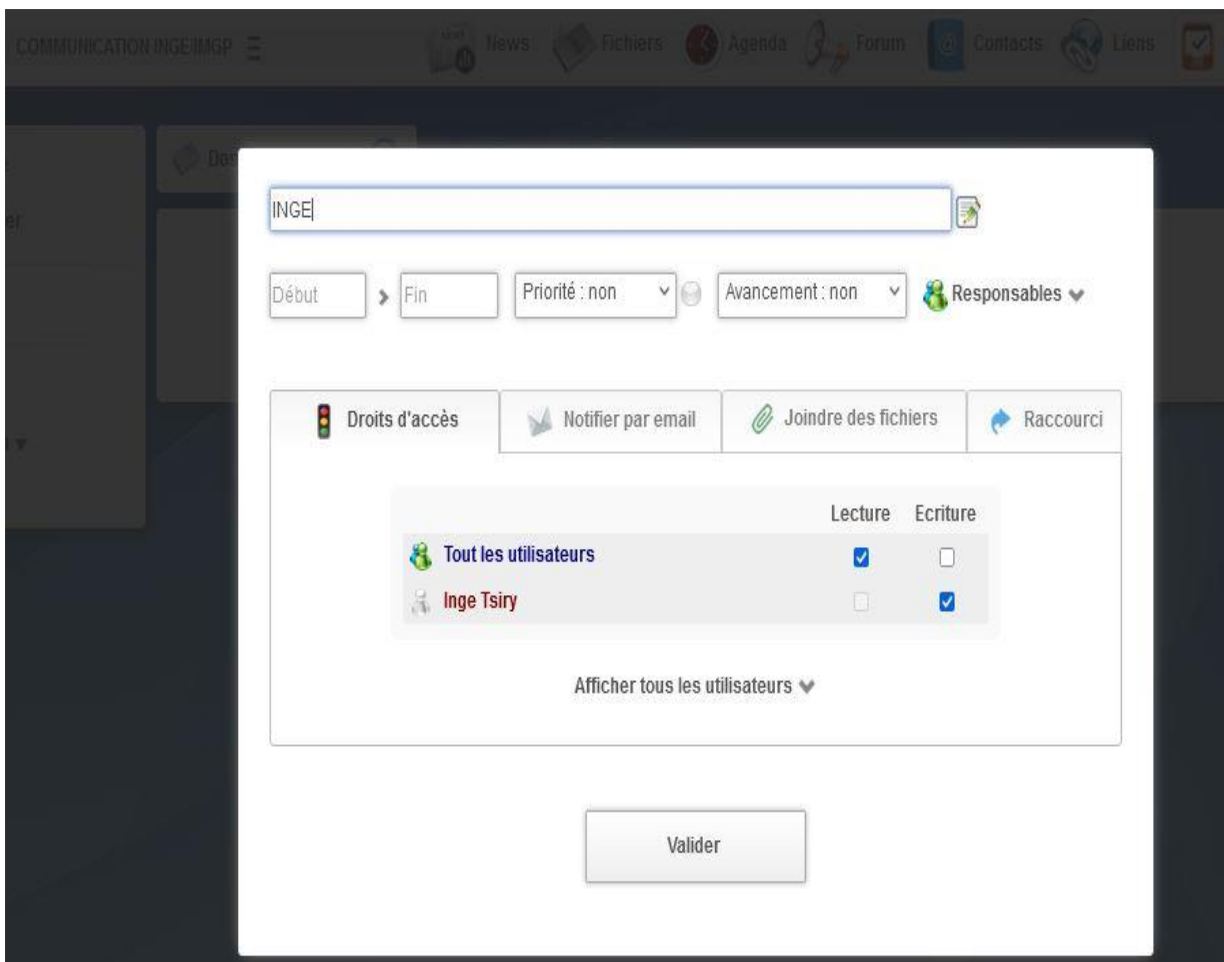 COMMUNICATION INGE/IMGP News Fichiers Agenda Forum Contacts Liens
Dos
er
INGE
Début Fin Priorité : non Avancement : non Responsables
Droits d'accès Notifier par email Joindre des fichiers Raccourci
Lecture Ecriture
Tout les utilisateurs
Inge Tsiry
Afficher tous les utilisateurs
Valider